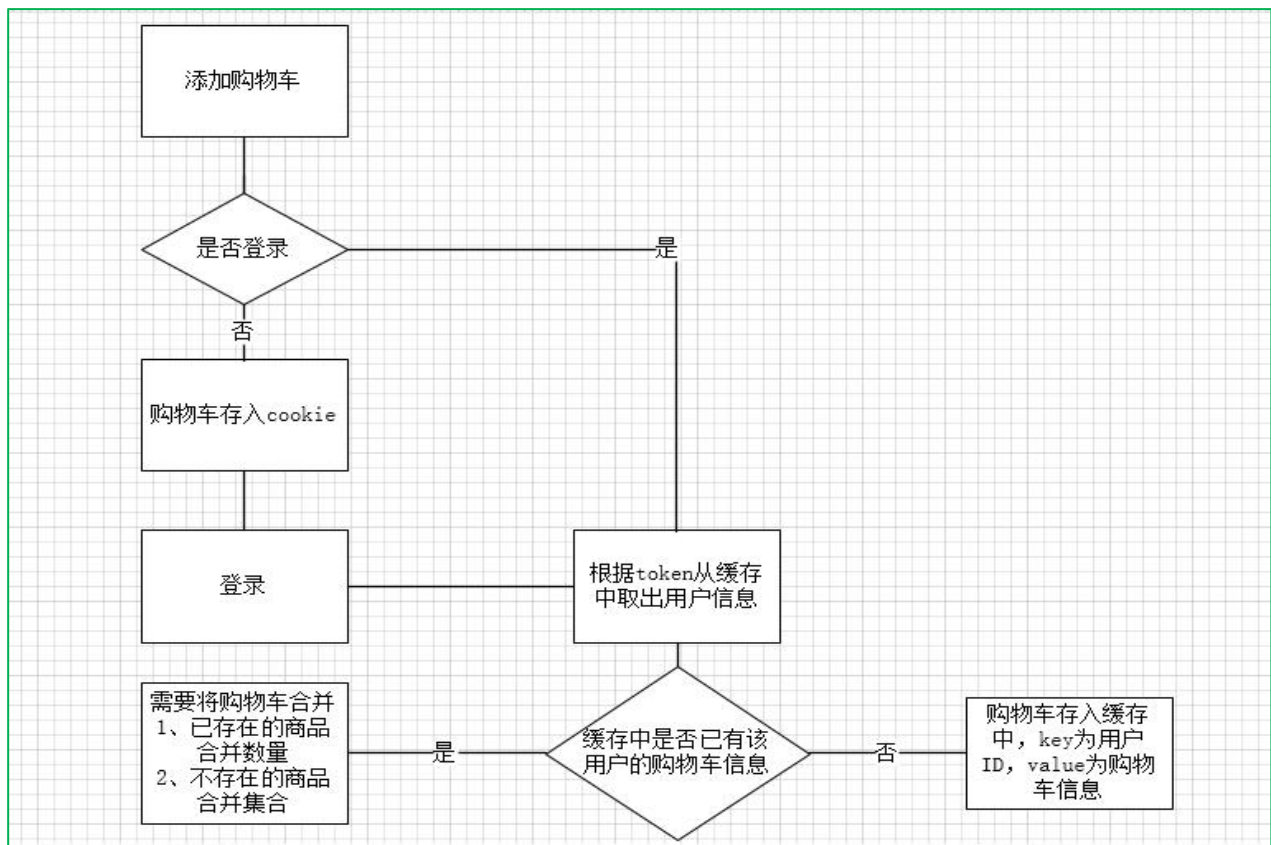 添加购物车
是否登录
是
否
购物车存入cookie
登录
根据token从缓存
中取出用户信息
需要将购物车合并
1、已存在的商品
合并数量
2、不存在的商品
合并集合
是
缓存中是否已有该
用户的购物车信息
否
购物车存入缓存
中，key为用户
ID，value为购物
车信息